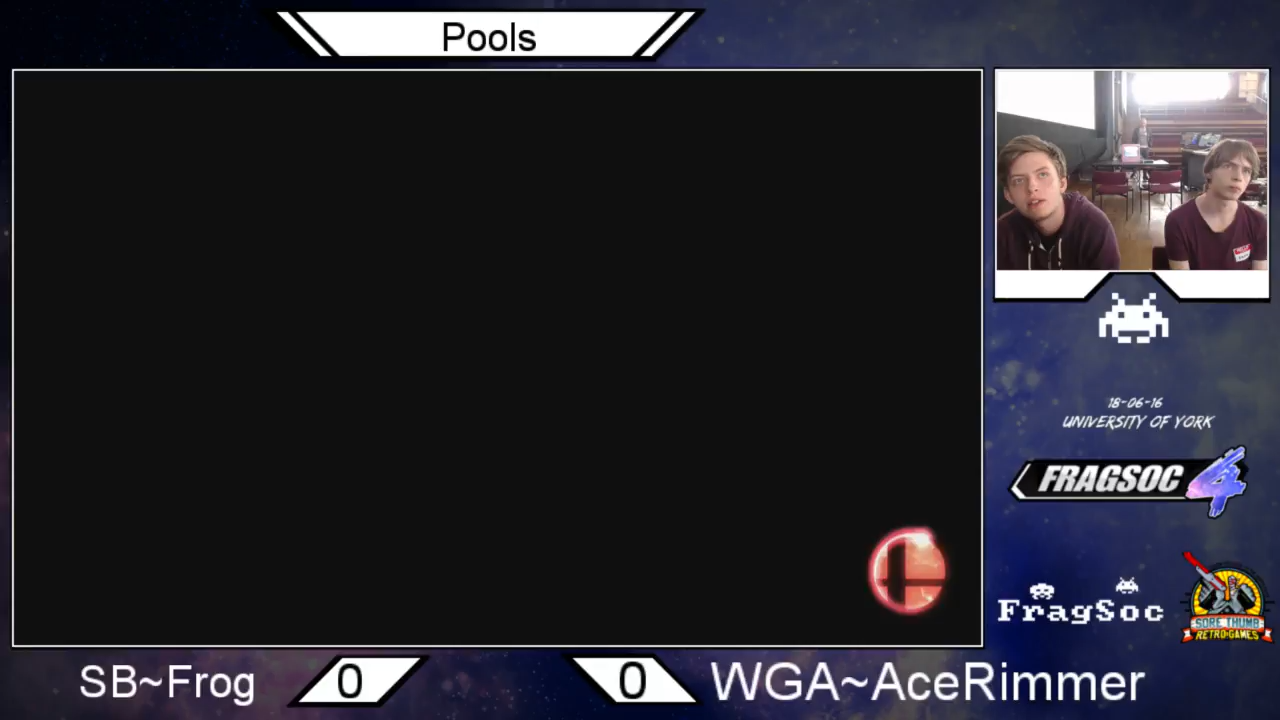 Pools
18-06-16
UNIVERSITY OF YORK
FRAGSOC 4
FragSoc
SORE THUMB
RETRO GAMES
SB~Frog
0
0
WGA~AceRimmer